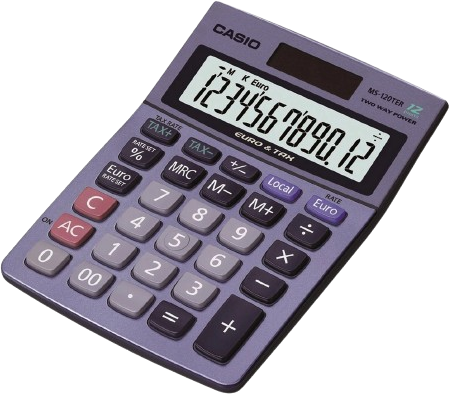 CASIO
MS-120TER 12
TWO WAY POWER
- M K Euro ÷
123456789012
EURO & TAX
TAX RATE
TAX+ TAX- +/- Local RATE
RATE SET
% MRC M- M+ Euro
Euro
RATE SET
C 7 8 9 ÷
ON AC 4 5 6 ×
0 1 2 3 −
00 · = +